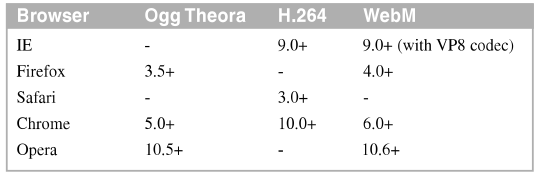 Browser Ogg Theora H.264 WebM
IE - 9.0+ 9.0+ (with VP8 codec)
Firefox 3.5+ - 4.0+
Safari - 3.0+ -
Chrome 5.0+ 10.0+ 6.0+
Opera 10.5+ - 10.6+